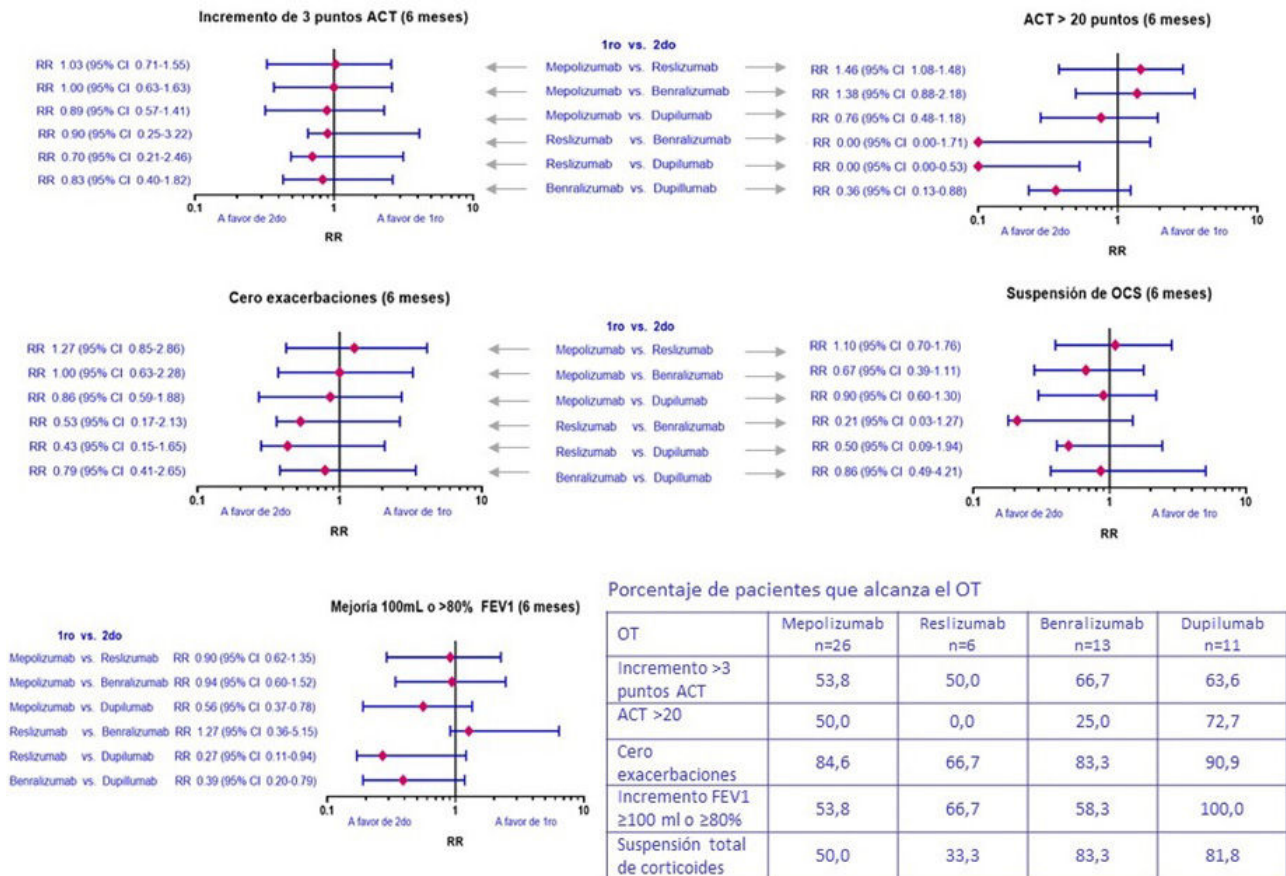 Incremento de 3 puntos ACT (6 meses)
RR 1.03 (95% CI 0.71-1.55)
RR 1.00 (95% CI 0.63-1.63)
RR 0.89 (95% CI 0.57-1.41)
RR 0.90 (95% CI 0.25-3.22)
RR 0.70 (95% CI 0.21-2.46)
RR 0.83 (95% CI 0.40-1.82)
0.1 1 10
A favor de 2do A favor de 1ro
RR
1ro vs. 2do
Mepolizumab vs. Reslizumab
Mepolizumab vs. Benralizumab
Mepolizumab vs. Dupilumab
Reslizumab vs. Benralizumab
Reslizumab vs. Dupilumab
Benralizumab vs. Dupillumab
ACT > 20 puntos (6 meses)
RR 1.46 (95% CI 1.08-1.48)
RR 1.38 (95% CI 0.88-2.18)
RR 0.76 (95% CI 0.48-1.18)
RR 0.00 (95% CI 0.00-1.71)
RR 0.00 (95% CI 0.00-0.53)
RR 0.36 (95% CI 0.13-0.88)
0.1 1 10
A favor de 2do A favor de 1ro
RR
Cero exacerbaciones (6 meses)
RR 1.27 (95% CI 0.85-2.86)
RR 1.00 (95% CI 0.63-2.28)
RR 0.86 (95% CI 0.59-1.88)
RR 0.53 (95% CI 0.17-2.13)
RR 0.43 (95% CI 0.15-1.65)
RR 0.79 (95% CI 0.41-2.65)
0.1 1 10
A favor de 2do A favor de 1ro
RR
1ro vs. 2do
Mepolizumab vs. Reslizumab
Mepolizumab vs. Benralizumab
Mepolizumab vs. Dupilumab
Reslizumab vs. Benralizumab
Reslizumab vs. Dupilumab
Benralizumab vs. Dupillumab
Suspensión de OCS (6 meses)
RR 1.10 (95% CI 0.70-1.76)
RR 0.67 (95% CI 0.39-1.11)
RR 0.90 (95% CI 0.60-1.30)
RR 0.21 (95% CI 0.03-1.27)
RR 0.50 (95% CI 0.09-1.94)
RR 0.86 (95% CI 0.49-4.21)
0.1 1 10
A favor de 2do A favor de 1ro
RR
Mejoría 100mL o >80% FEV1 (6 meses)
1ro vs. 2do
Mepolizumab vs. Reslizumab RR 0.90 (95% CI 0.62-1.35)
Mepolizumab vs. Benralizumab RR 0.94 (95% CI 0.60-1.52)
Mepolizumab vs. Dupilumab RR 0.56 (95% CI 0.37-0.78)
Reslizumab vs. Benralizumab RR 1.27 (95% CI 0.36-5.15)
Reslizumab vs. Dupilumab RR 0.27 (95% CI 0.11-0.94)
Benralizumab vs. Dupillumab RR 0.39 (95% CI 0.20-0.79)
0.1 1 10
A favor de 2do A favor de 1ro
RR
Porcentaje de pacientes que alcanza el OT
OT Mepolizumab n=26 Reslizumab n=6 Benralizumab n=13 Dupilumab n=11
Incremento >3 puntos ACT 53,8 50,0 66,7 63,6
ACT >20 50,0 0,0 25,0 72,7
Cero exacerbaciones 84,6 66,7 83,3 90,9
Incremento FEV1 ≥100 ml o ≥80% 53,8 66,7 58,3 100,0
Suspensión total de corticoides 50,0 33,3 83,3 81,8